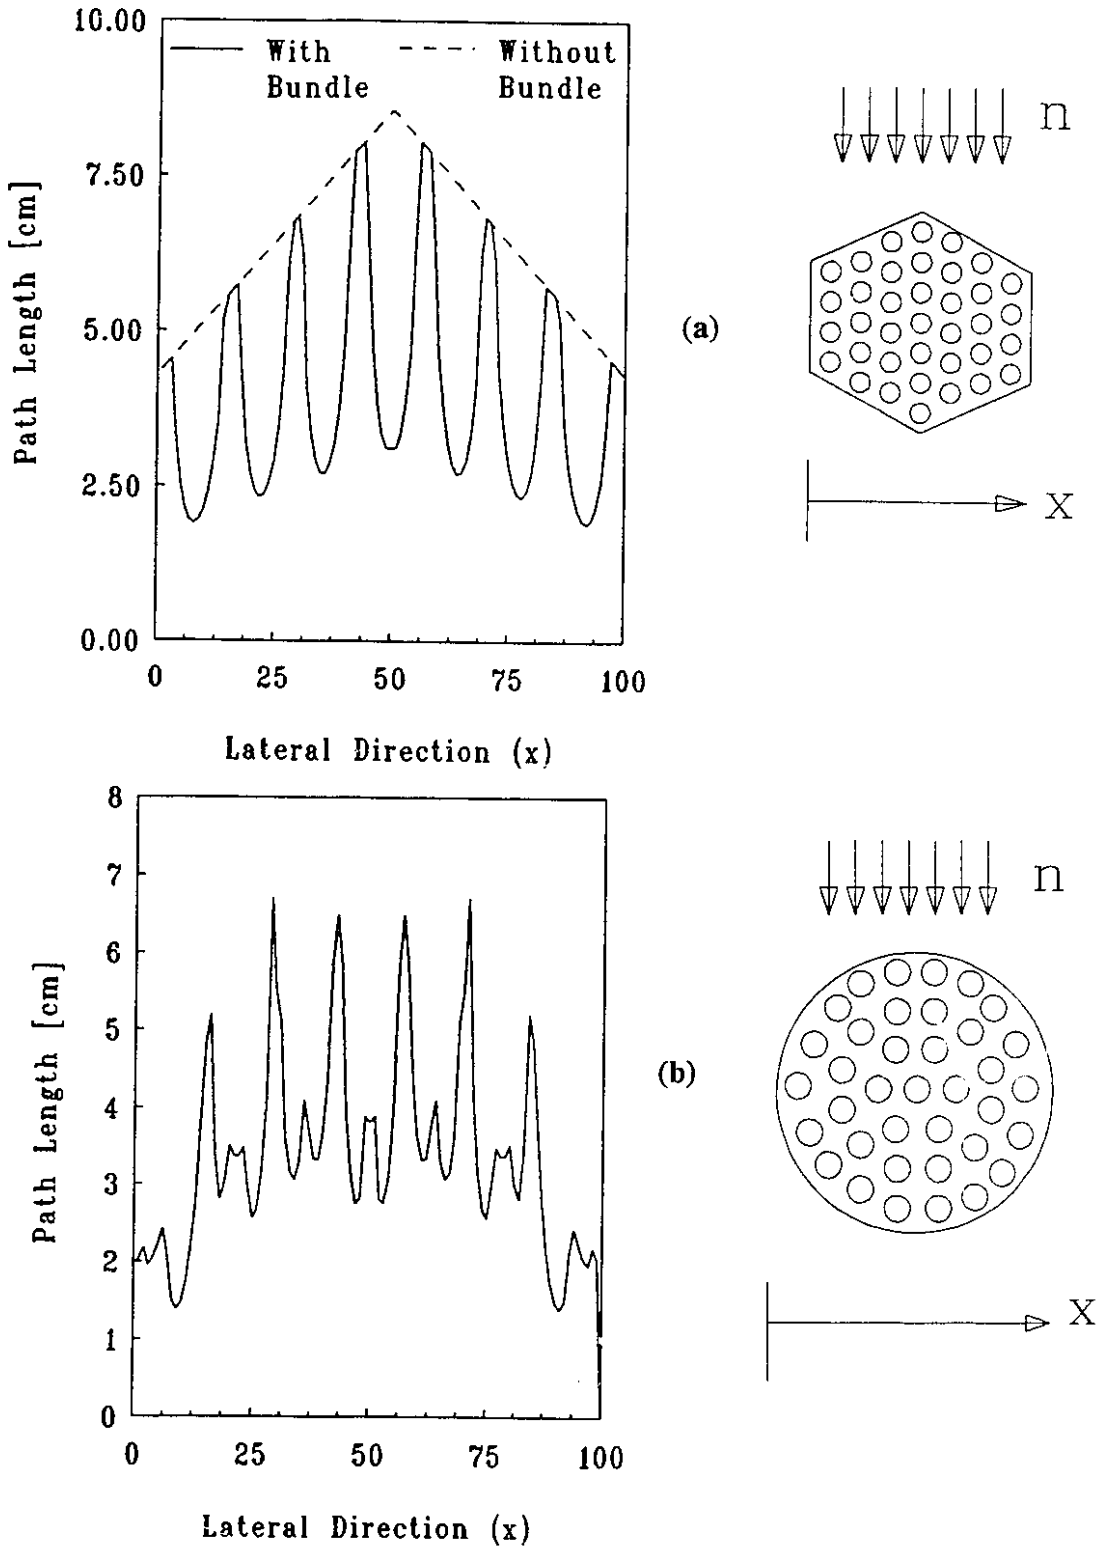 10.00
7.50
5.00
2.50
0.00
Path Length [cm]
With Bundle
Without Bundle
0 25 50 75 100
Lateral Direction (x)
n
(a)
x
8
7
6
5
4
3
2
1
0
Path Length [cm]
0 25 50 75 100
Lateral Direction (x)
n
(b)
x